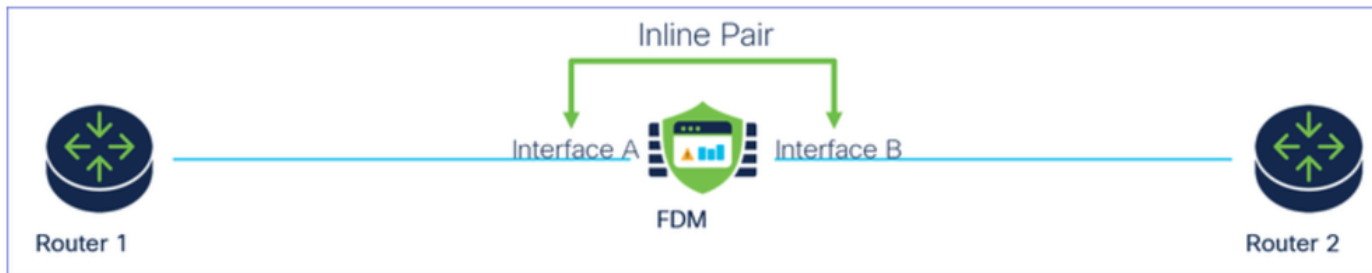 Inline Pair
Interface A
Interface B
FDM
Router 1
Router 2